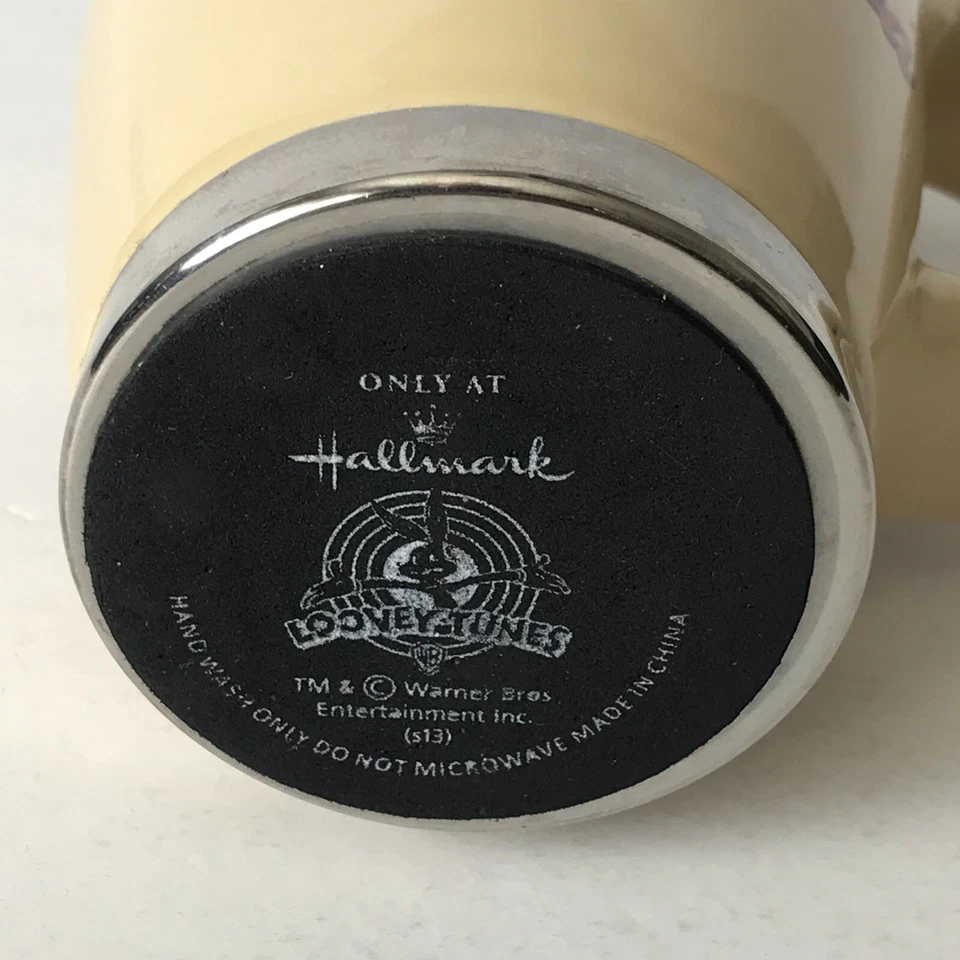 ONLY AT
Hallmark
LOONEY TUNES
WB
TM & © Warner Bros.
Entertainment Inc.
(s13)
HAND WASH ONLY DO NOT MICROWAVE MADE IN CHINA